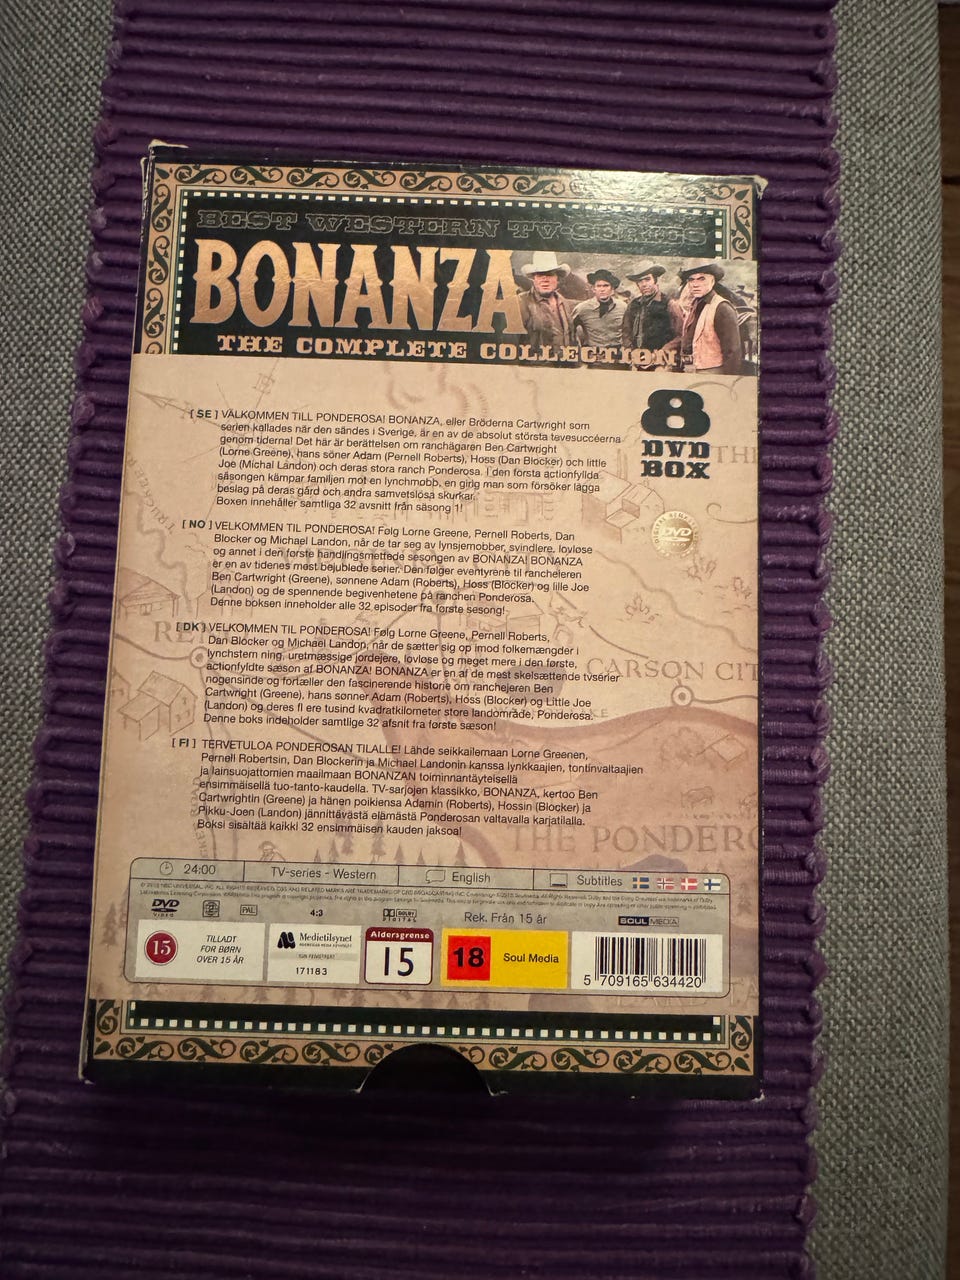 BEST WESTERN TV-SERIES
BONANZA
THE COMPLETE COLLECTION
8
DVD
BOX
[ SE ] VÄLKOMMEN TILL PONDEROSA! BONANZA, eller Bröderna Cartwright som
serien kallades när den sändes i Sverige, är en av de absolut största tevesuccéerna
genom tiderna! Det här är berättelsen om ranchägaren Ben Cartwright
(Lorne Greene), hans söner Adam (Pernell Roberts), Hoss (Dan Blocker) och little
Joe (Michal Landon) och deras stora ranch Ponderosa. I den första actionfyllda
säsongen kämpar familjen mot en lynchmobb, en girig man som försöker lägga
beslag på deras gård och andra samvetslösa skurkar.
Boxen innehåller samtliga 32 avsnitt från säsong 1!
[ NO ] VELKOMMEN TIL PONDEROSA! Følg Lorne Greene, Pernell Roberts, Dan
Blocker og Michael Landon, når de tar seg av lynsjemobber, svindlere, lovløse
og annet i den første handlingsmettede sesongen av BONANZA! BONANZA
er en av tidenes mest bejublede serier. Den følger eventyrene til rancheieren
Ben Cartwright (Greene), sønnene Adam (Roberts), Hoss (Blocker) og lille Joe
(Landon) og de spennende begivenhetene på ranchen Ponderosa.
Denne boksen inneholder alle 32 episoder fra første sesong!
[ DK ] VELKOMMEN TIL PONDEROSA! Følg Lorne Greene, Pernell Roberts,
Dan Blocker og Michael Landon, når de sætter sig op imod folkemængder i
lynchstem ning, uretmæssige jordejere, lovløse og meget mere i den første,
actionfyldte sæson af BONANZA! BONANZA er en af de mest skelsættende tvserier
nogensinde og fortæller den fascinerende historie om ranchejeren Ben
Cartwright (Greene), hans sønner Adam (Roberts), Hoss (Blocker) og Little Joe
(Landon) og deres fl ere tusind kvadratkilometer store landområde, Ponderosa.
Denne boks indeholder samtlige 32 afsnit fra første sæson!
[ FI ] TERVETULOA PONDEROSAN TILALLE! Lähde seikkailemaan Lorne Greenen,
Pernell Robertsin, Dan Blockerin ja Michael Landonin kanssa lynkkaajien, tontinvaltaajien
ja lainsuojattomien maailmaan BONANZAN toiminnantäyteisellä
ensimmäisellä tuo-tanto-kaudella. TV-sarjojen klassikko, BONANZA, kertoo Ben
Cartwrightin (Greene) ja hänen poikiensa Adamin (Roberts), Hossin (Blocker) ja
Pikku-Joen (Landon) jännittävästä elämästä Ponderosan valtavalla karjatilalla.
Boksi sisältää kaikki 32 ensimmäisen kauden jaksoa!
CARSON CIT
THE PONDERO
24:00
TV-series - Western
English
Subtitles
DVD
VIDEO
PAL
4:3
DOLBY
DIGITAL
Rek. Från 15 år
SOUL MEDIA
15
TILLADT
FOR BØRN
OVER 15 ÅR
Medietilsynet
171183
Aldersgrense
15
18
Soul Media
5 709165 634420